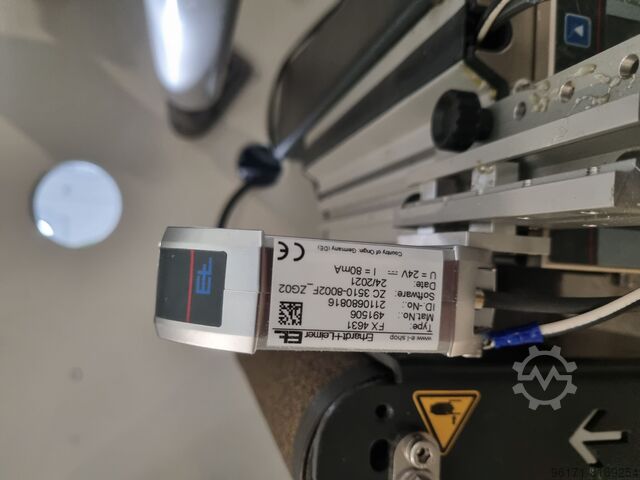 www.e-l.shop
Erhardt+Leimer
Type: FX 4631
Mat.No.: 491506
ID.-No.: 2110680816
Software: ZC 3510-8002F_ZG02
Date: 24/2021
U = 24V I = 80mA
Country of Origin: Germany (DE)
CE